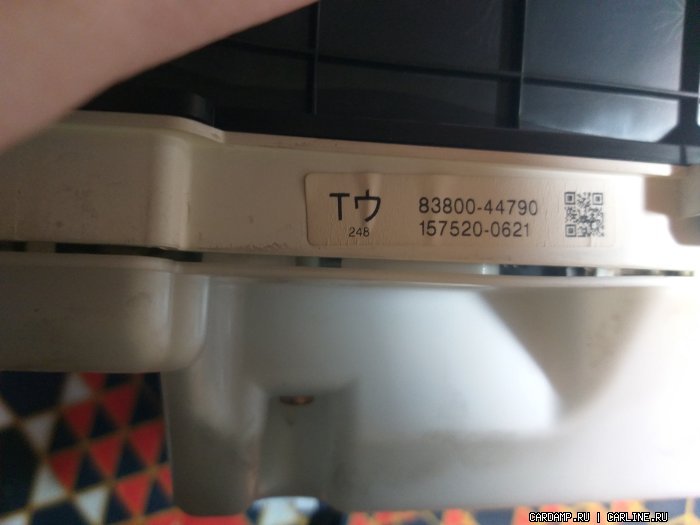 Tウ
248
83800-44790
157520-0621
CARDAMP.RU | CARLINE.RU